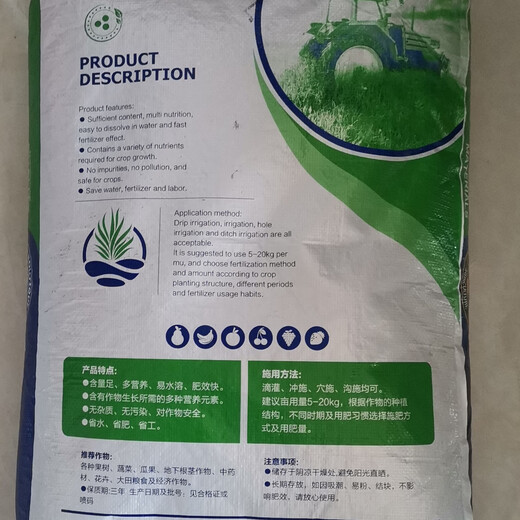 PRODUCT
DESCRIPTION
Product features:
● Sufficient content, multi nutrition,
easy to dissolve in water and fast
fertilizer effect.
● Contains a variety of nutrients
required for crop growth.
● No impurities, no pollution, and
safe for crops.
● Save water, fertilizer and labor.
Application method:
Drip irrigation, irrigation, hole
irrigation and ditch irrigation are all
acceptable.
It is suggested to use 5-20kg per
mu, and choose fertilization method
and amount according to crop
planting structure, different periods
and fertilizer usage habits.
产品特点:
●含量足、多营养、易水溶、肥效快。
●含有作物生长所需的多种营养元素。
●无杂质、无污染、对作物安全。
●省水、省肥、省工。
施用方法:
滴灌、冲施、穴施、沟施均可。
建议亩用量5-20kg,根据作物的种植
结构,不同时期及用肥习惯选择施肥方
式及用肥量。
推荐作物:
各种果树、蔬菜、瓜果、地下根茎作物、中药
材、花卉、大田粮食及经济作物。
●保质期:三年 生产日期及批号:见合格证或
喷码
注意事项:
●储存于阴凉干燥处,避免阳光直晒。
●长期存放,如因吸潮、易粉、结块、不影
响肥效、请放心使用。